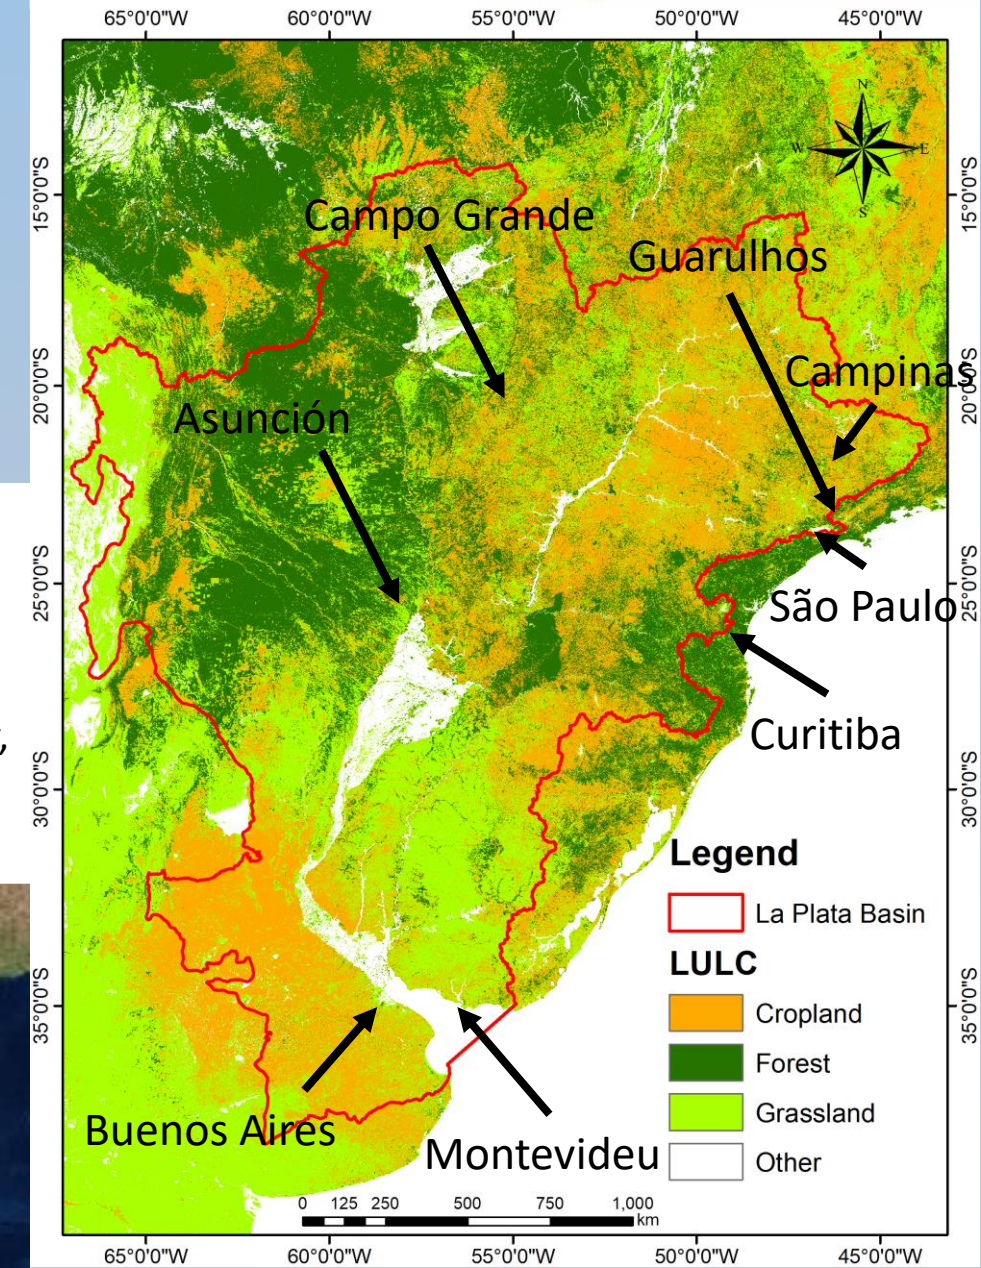 65°0'0"W 60°0'0"W 55°0'0"W 50°0'0"W 45°0'0"W
N
W E
S
15°0'0"S 15°0'0"S
Campo Grande
Guarulhos
Campinas
20°0'0"S 20°0'0"S
Asunción
25°0'0"S 25°0'0"S
São Paulo
Curitiba
,
30°0'0"S 30°0'0"S
Legend
La Plata Basin
LULC
35°0'0"S 35°0'0"S
Cropland
Forest
Grassland
Other
Buenos Aires
Montevideu
0 125 250 500 750 1,000
km
65°0'0"W 60°0'0"W 55°0'0"W 50°0'0"W 45°0'0"W